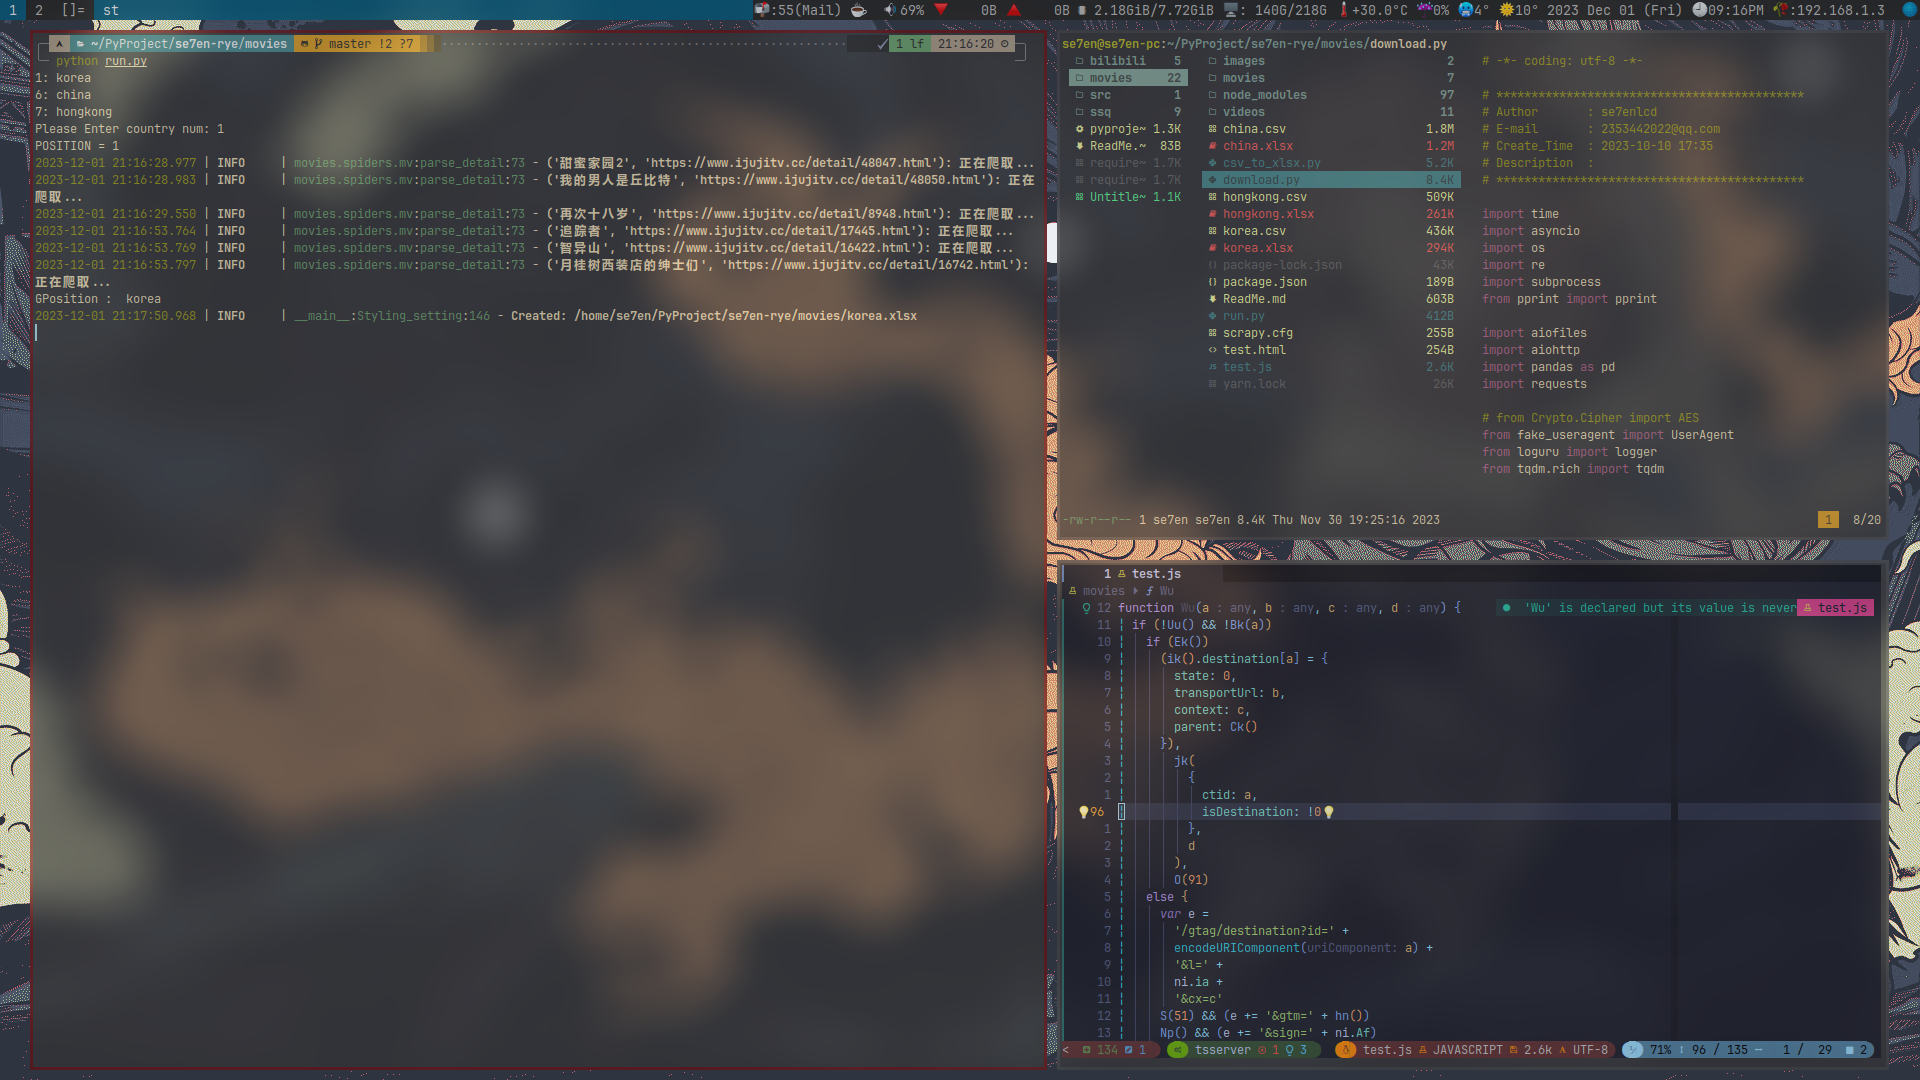 1 2 []= st :55(Mail) 69% 0B 0B 2.18GiB/7.72GiB : 140G/218G +30.0°C 0% 4° 10° 2023 Dec 01 (Fri) 09:16PM :192.168.1.3
~/PyProject/se7en-rye/movies master !2 ?7 1 lf 21:16:20
python run.py
1: korea
6: china
7: hongkong
Please Enter country num: 1
POSITION = 1
2023-12-01 21:16:28.977 | INFO | movies.spiders.mv:parse_detail:73 - ('甜蜜家园2', 'https://www.ijujitv.cc/detail/48047.html'): 正在爬取...
2023-12-01 21:16:28.983 | INFO | movies.spiders.mv:parse_detail:73 - ('我的男人是丘比特', 'https://www.ijujitv.cc/detail/48050.html'): 正在
爬取...
2023-12-01 21:16:29.550 | INFO | movies.spiders.mv:parse_detail:73 - ('再次十八岁', 'https://www.ijujitv.cc/detail/8948.html'): 正在爬取...
2023-12-01 21:16:53.764 | INFO | movies.spiders.mv:parse_detail:73 - ('追踪者', 'https://www.ijujitv.cc/detail/17445.html'): 正在爬取...
2023-12-01 21:16:53.769 | INFO | movies.spiders.mv:parse_detail:73 - ('智异山', 'https://www.ijujitv.cc/detail/16422.html'): 正在爬取...
2023-12-01 21:16:53.797 | INFO | movies.spiders.mv:parse_detail:73 - ('月桂树西装店的绅士们', 'https://www.ijujitv.cc/detail/16742.html'):
正在爬取...
GPosition : korea
2023-12-01 21:17:50.968 | INFO | __main__:Styling_setting:146 - Created: /home/se7en/PyProject/se7en-rye/movies/korea.xlsx
se7en@se7en-pc:~/PyProject/se7en-rye/movies/download.py
bilibili 5
movies 22
src 1
ssq 9
pyproje~ 1.3K
ReadMe.~ 83B
require~ 1.7K
require~ 1.7K
Untitle~ 1.1K
images 2
movies 7
node_modules 97
videos 11
china.csv 1.8M
china.xlsx 1.2M
csv_to_xlsx.py 5.2K
download.py 8.4K
hongkong.csv 509K
hongkong.xlsx 261K
korea.csv 436K
korea.xlsx 294K
package-lock.json 43K
package.json 189B
ReadMe.md 603B
run.py 412B
scrapy.cfg 255B
test.html 254B
test.js 2.6K
yarn.lock 26K
# -*- coding: utf-8 -*-
# ********************************************
# Author : se7enlcd
# E-mail : 2353442022@qq.com
# Create_Time : 2023-10-10 17:35
# Description :
# ********************************************
import time
import asyncio
import os
import re
import subprocess
from pprint import pprint
import aiofiles
import aiohttp
import pandas as pd
import requests
# from Crypto.Cipher import AES
from fake_useragent import UserAgent
from loguru import logger
from tqdm.rich import tqdm
-rw-r--r-- 1 se7en se7en 8.4K Thu Nov 30 19:25:16 2023 1 8/20
1 test.js
movies Wu
12 function Wu(a : any, b : any, c : any, d : any) { 'Wu' is declared but its value is never test.js
11 if (!Uu() && !Bk(a))
10 if (Ek())
9 (ik().destination[a] = {
8 state: 0,
7 transportUrl: b,
6 context: c,
5 parent: Ck()
4 }),
3 jk(
2 {
1 ctid: a,
96 isDestination: !0
1 },
2 d
3 ),
4 O(91)
5 else {
6 var e =
7 '/gtag/destination?id=' +
8 encodeURIComponent(uriComponent: a) +
9 '&l=' +
10 ni.ia +
11 '&cx=c'
12 S(51) && (e += '&gtm=' + hn())
13 Np() && (e += '&sign=' + ni.Af)
< 134 1 tsserver 1 3 test.js JAVASCRIPT 2.6k UTF-8 71% 96 / 135 1 / 29 2